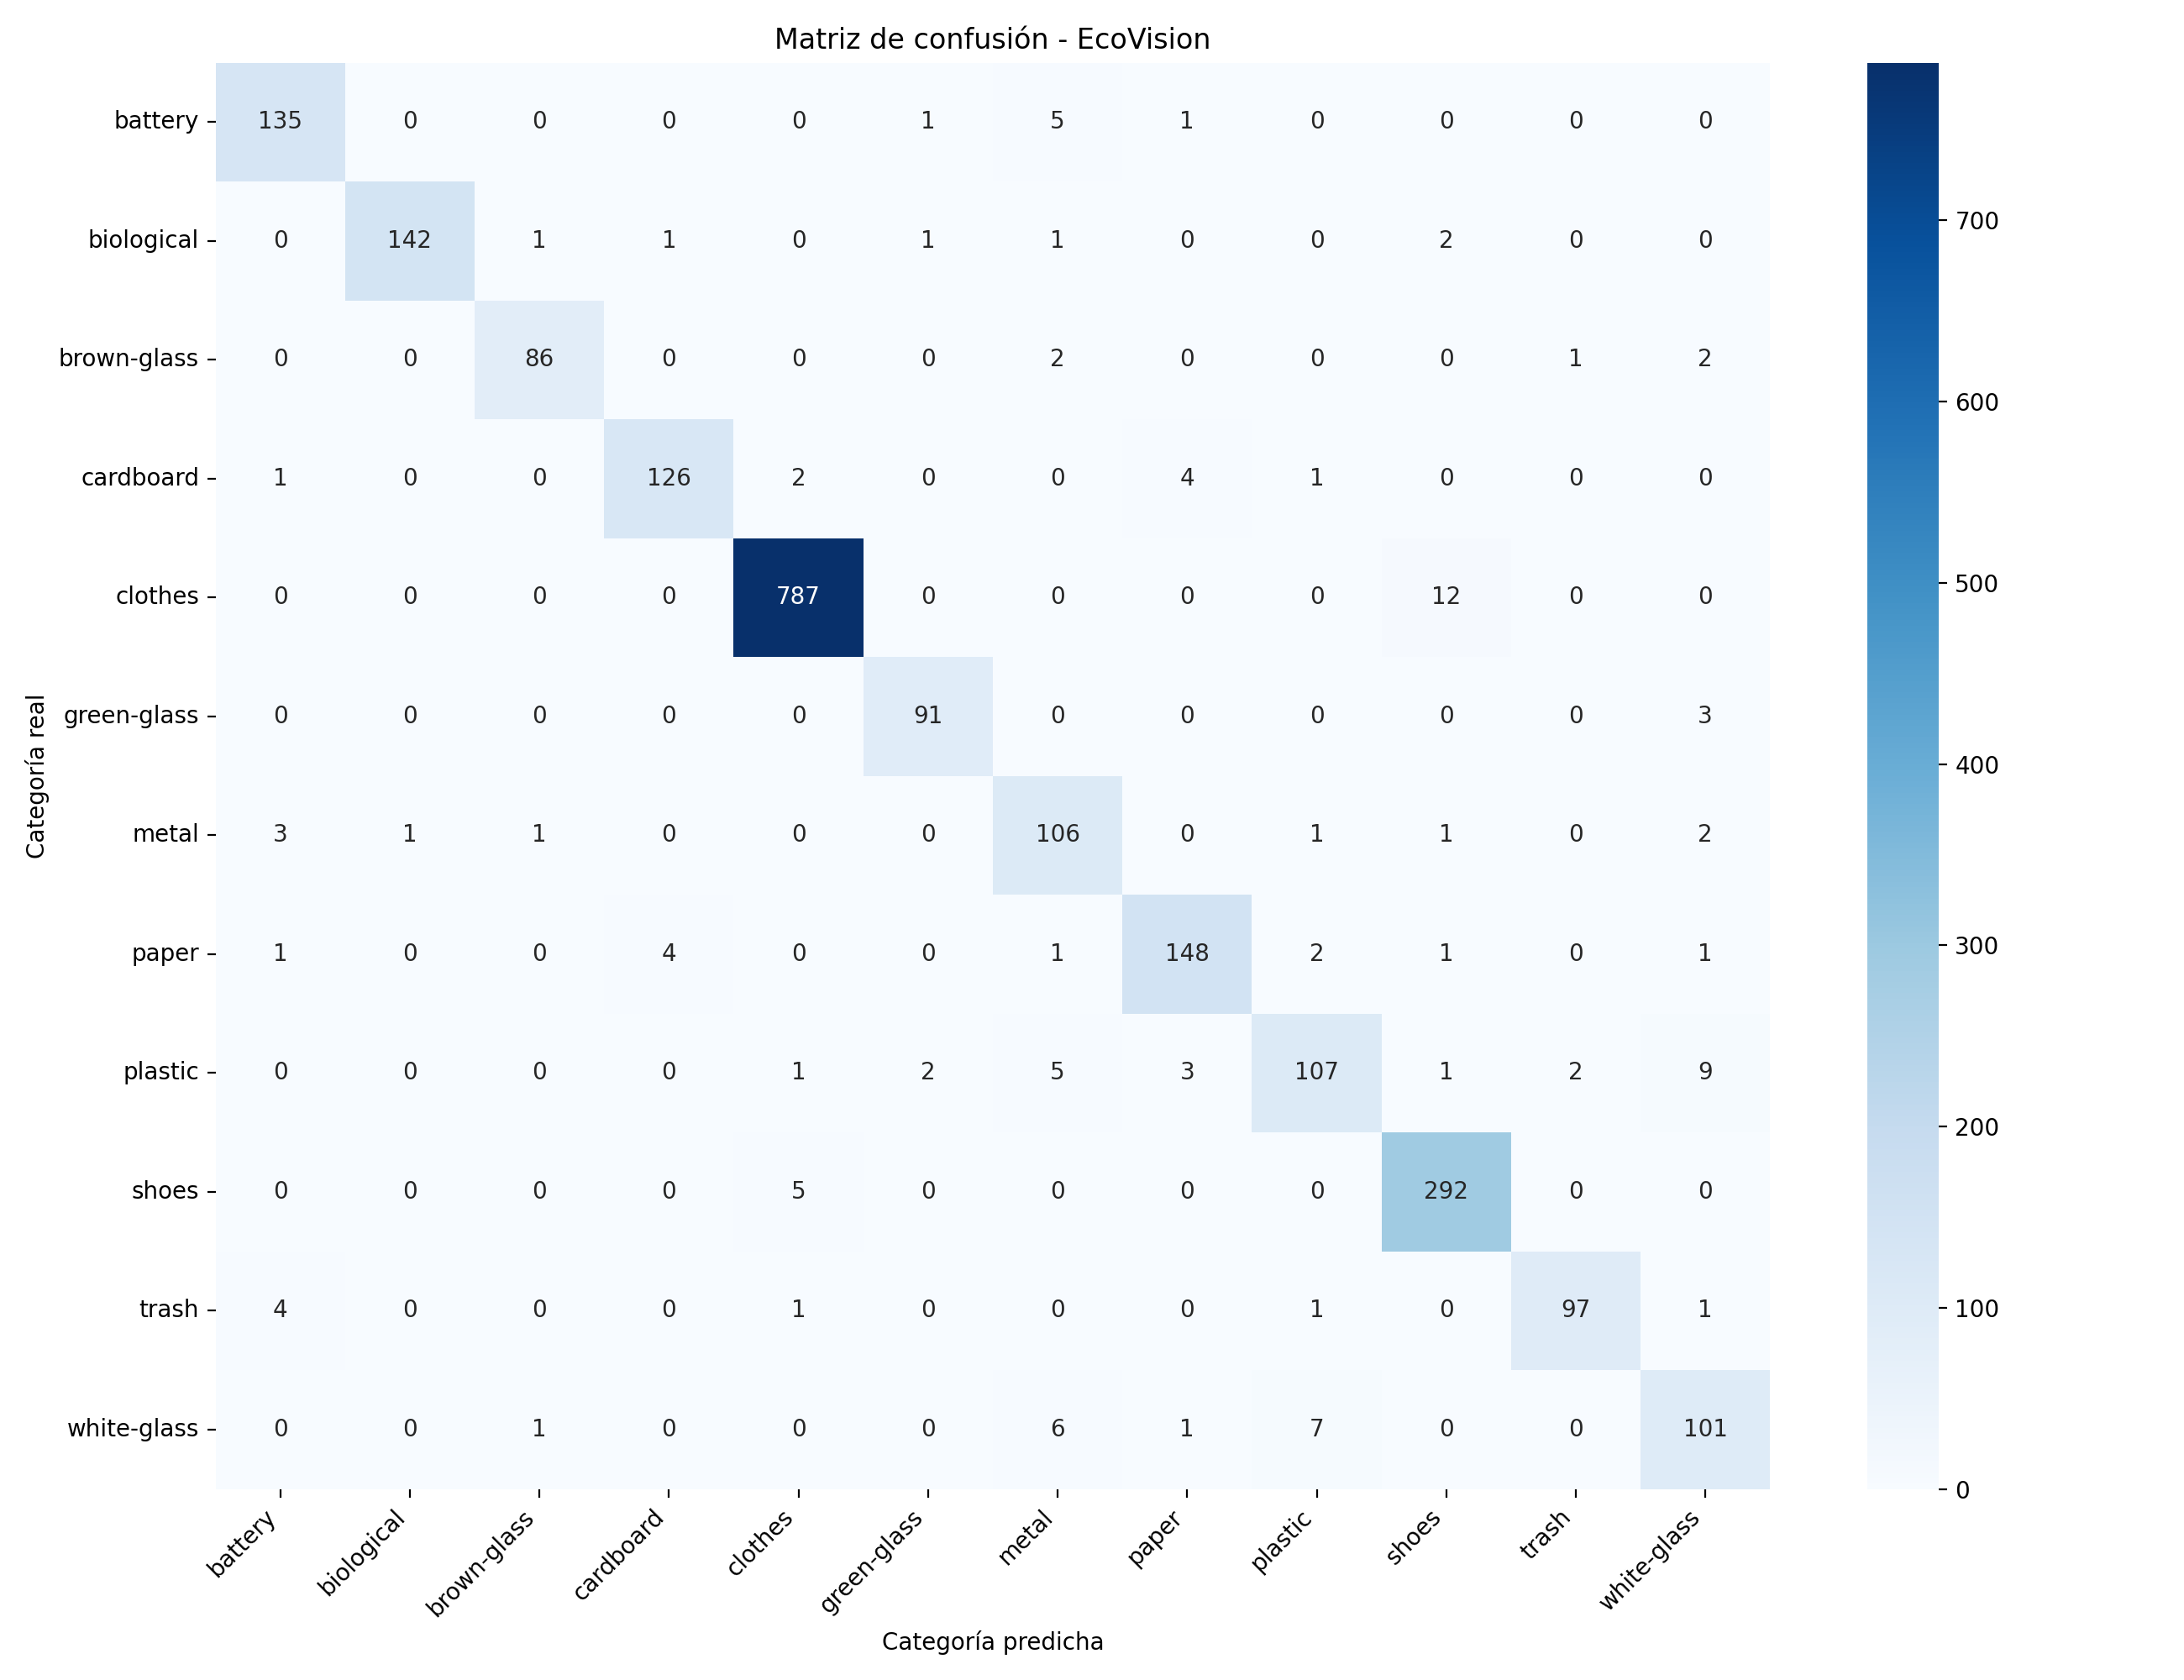 Matriz de confusión - EcoVision
battery 135 0 0 0 0 1 5 1 0 0 0 0
biological 0 142 1 1 0 1 1 0 0 2 0 0
brown-glass 0 0 86 0 0 0 2 0 0 0 1 2
cardboard 1 0 0 126 2 0 0 4 1 0 0 0
clothes 0 0 0 0 787 0 0 0 0 12 0 0
green-glass 0 0 0 0 0 91 0 0 0 0 0 3
metal 3 1 1 0 0 0 106 0 1 1 0 2
paper 1 0 0 4 0 0 1 148 2 1 0 1
plastic 0 0 0 0 1 2 5 3 107 1 2 9
shoes 0 0 0 0 5 0 0 0 0 292 0 0
trash 4 0 0 0 1 0 0 0 1 0 97 1
white-glass 0 0 1 0 0 0 6 1 7 0 0 101
battery biological brown-glass cardboard clothes green-glass metal paper plastic shoes trash white-glass
Categoría predicha
Categoría real
700
600
500
400
300
200
100
0